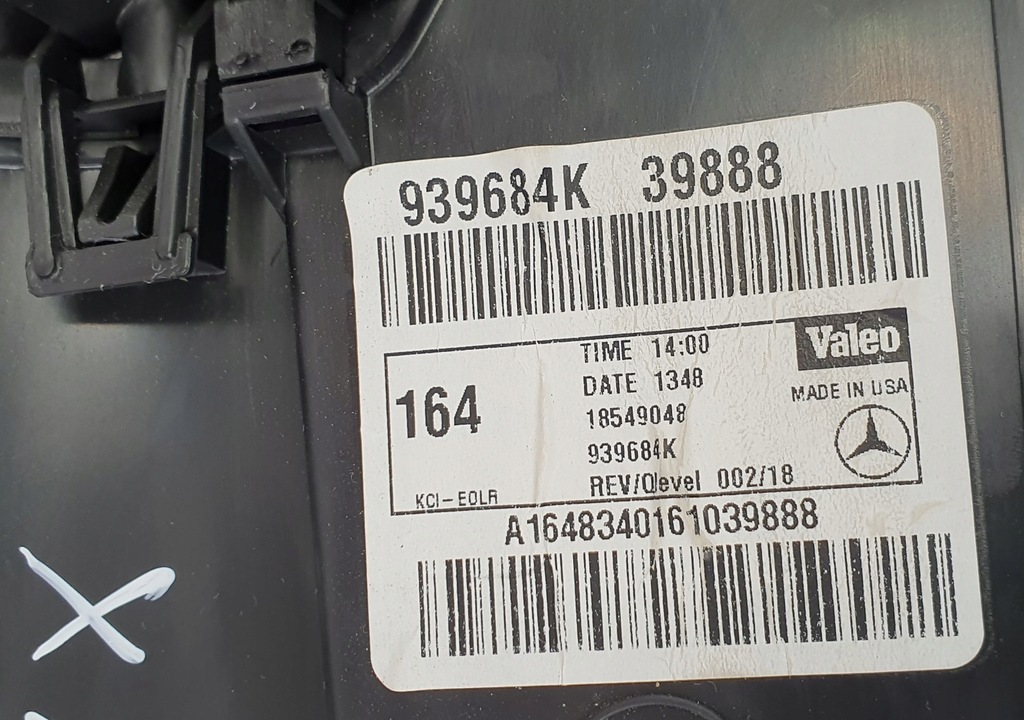 939684K 39888
TIME 14:00
Valeo
DATE 1348
MADE IN USA
164
18549048
939684K
REV/Qlevel 002/18
KCI-EOLR
A1648340161039888